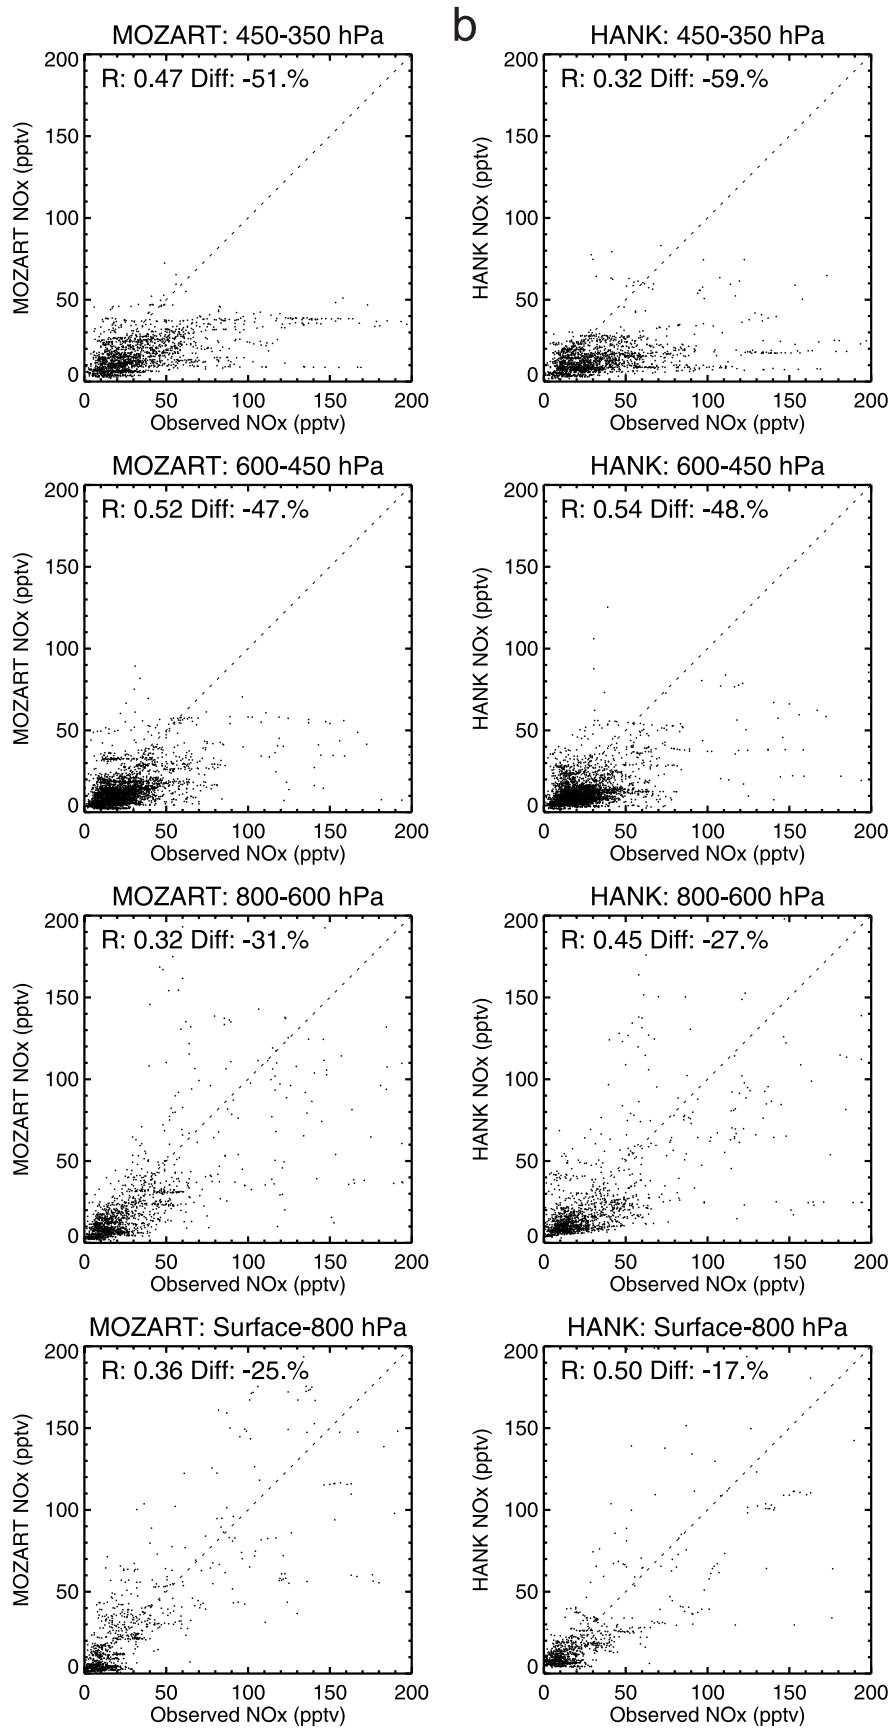 b
MOZART: 450-350 hPa
R: 0.47 Diff: -51.%
MOZART NOx (pptv)
200
150
100
50
0
0 50 100 150 200
Observed NOx (pptv)
HANK: 450-350 hPa
R: 0.32 Diff: -59.%
HANK NOx (pptv)
200
150
100
50
0
0 50 100 150 200
Observed NOx (pptv)
MOZART: 600-450 hPa
R: 0.52 Diff: -47.%
MOZART NOx (pptv)
200
150
100
50
0
0 50 100 150 200
Observed NOx (pptv)
HANK: 600-450 hPa
R: 0.54 Diff: -48.%
HANK NOx (pptv)
200
150
100
50
0
0 50 100 150 200
Observed NOx (pptv)
MOZART: 800-600 hPa
R: 0.32 Diff: -31.%
MOZART NOx (pptv)
200
150
100
50
0
0 50 100 150 200
Observed NOx (pptv)
HANK: 800-600 hPa
R: 0.45 Diff: -27.%
HANK NOx (pptv)
200
150
100
50
0
0 50 100 150 200
Observed NOx (pptv)
MOZART: Surface-800 hPa
R: 0.36 Diff: -25.%
MOZART NOx (pptv)
200
150
100
50
0
0 50 100 150 200
Observed NOx (pptv)
HANK: Surface-800 hPa
R: 0.50 Diff: -17.%
HANK NOx (pptv)
200
150
100
50
0
0 50 100 150 200
Observed NOx (pptv)